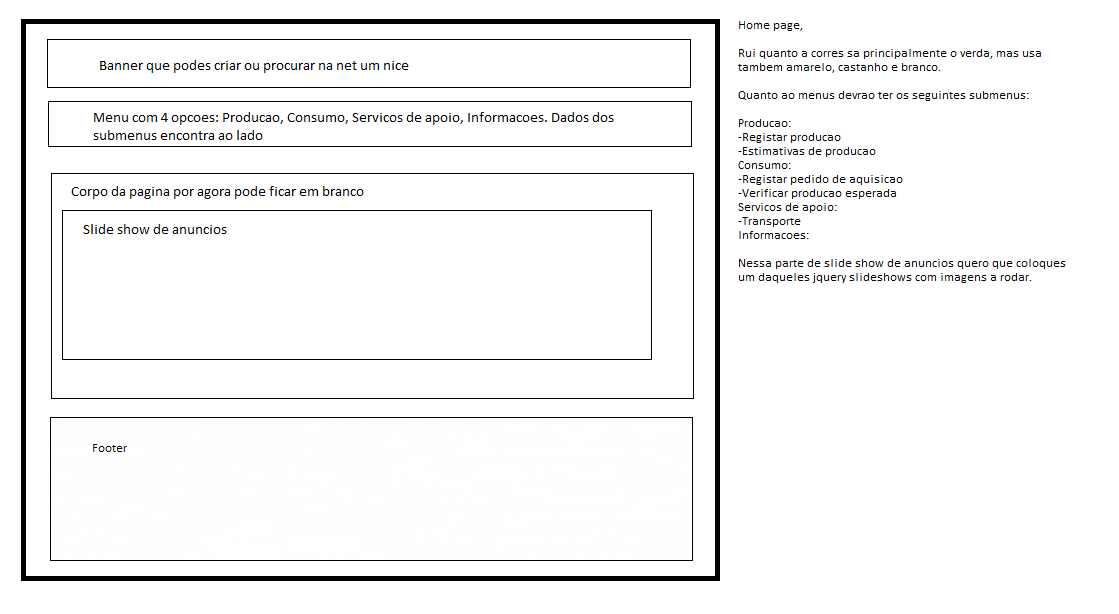 Banner que podes criar ou procurar na net um nice
Menu com 4 opcoes: Producao, Consumo, Servicos de apoio, Informacoes. Dados dos
submenus encontra ao lado
Corpo da pagina por agora pode ficar em branco
Slide show de anuncios
Footer
Home page,
Rui quanto a corres sa principalmente o verda, mas usa
tambem amarelo, castanho e branco.
Quanto ao menus devrao ter os seguintes submenus:
Producao:
-Registar producao
-Estimativas de producao
Consumo:
-Registar pedido de aquisicao
-Verificar producao esperada
Servicos de apoio:
-Transporte
Informacoes:
Nessa parte de slide show de anuncios quero que coloques
um daqueles jquery slideshows com imagens a rodar.